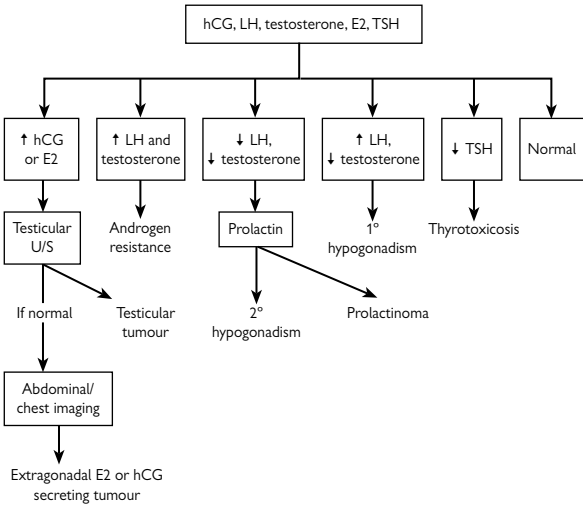 hCG, LH, testosterone, E2, TSH
↑ hCG
or E2
↑ LH and
testosterone
↓ LH,
↓ testosterone
↑ LH,
↓ testosterone
↓ TSH
Normal
Testicular
U/S
Androgen
resistance
Prolactin
1º
hypogonadism
Thyrotoxicosis
If normal
Testicular
tumour
2º
hypogonadism
Prolactinoma
Abdominal/
chest imaging
Extragonadal E2 or hCG
secreting tumour